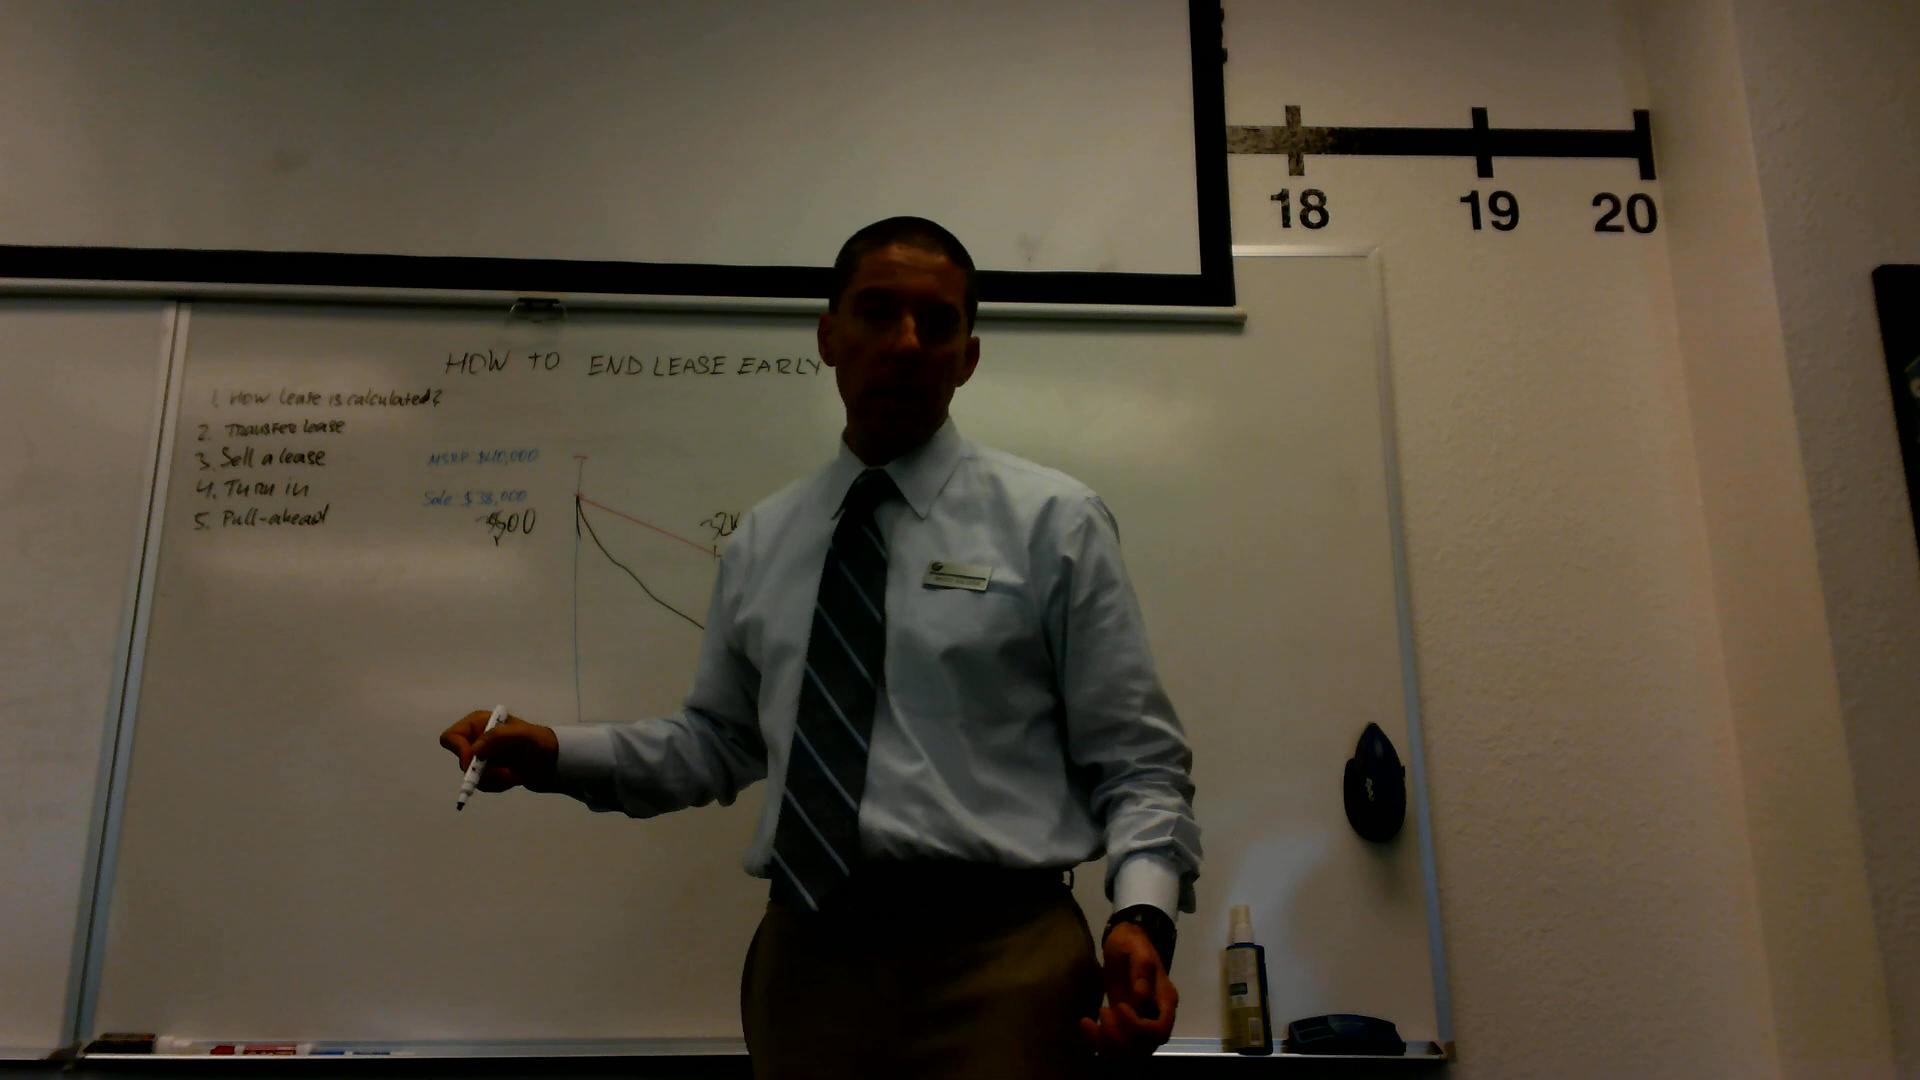 18 19 20
HOW TO END LEASE EARLY
1. How lease is calculated?
2. Transfer lease
3. Sell a lease
4. Turn in
5. Pull-ahead
MSRP $40,000
Sale $38,000
32K